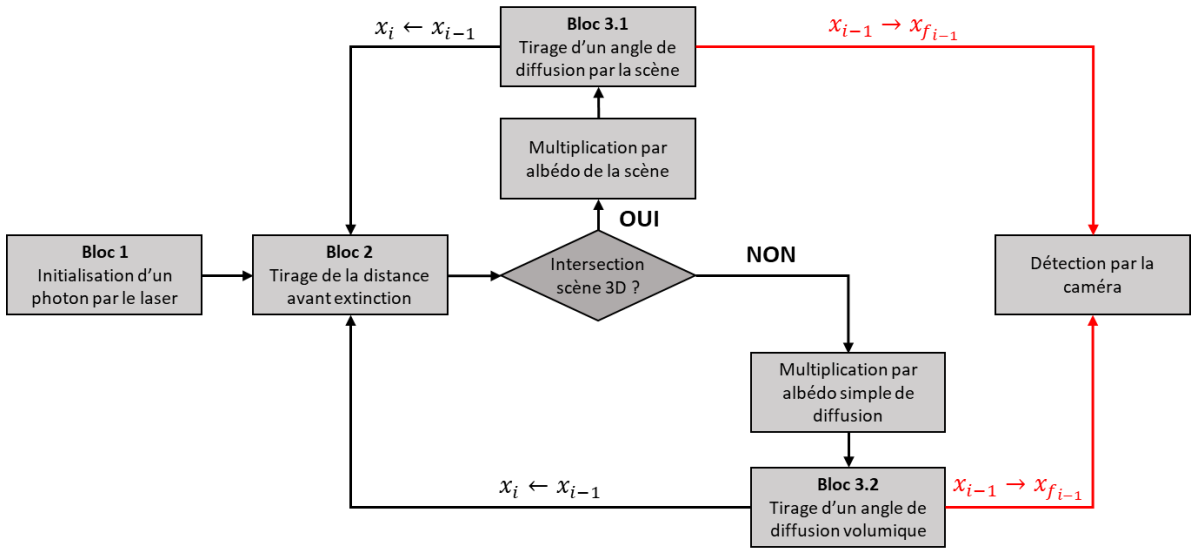 x_i ← x_{i−1}
Bloc 3.1
Tirage d'un angle de
diffusion par la scène
x_{i−1} → x_{f_{i−1}}
Multiplication par
albédo de la scène
OUI
Bloc 1
Initialisation d'un
photon par le laser
Bloc 2
Tirage de la distance
avant extinction
Intersection
scène 3D ?
NON
Détection par la
caméra
Multiplication par
albédo simple de
diffusion
x_i ← x_{i−1}
Bloc 3.2
Tirage d'un angle de
diffusion volumique
x_{i−1} → x_{f_{i−1}}